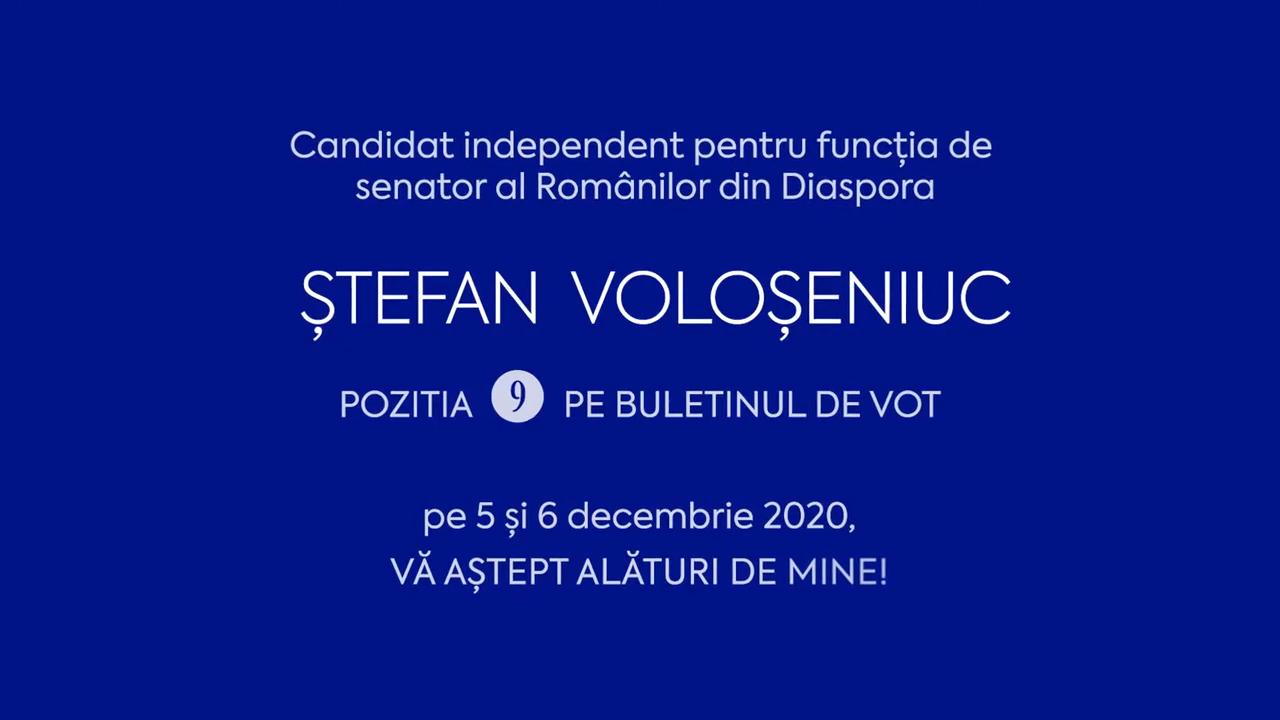 Candidat independent pentru funcția de
senator al Românilor din Diaspora
ȘTEFAN VOLOȘENIUC
POZITIA 9 PE BULETINUL DE VOT
pe 5 și 6 decembrie 2020,
VĂ AȘTEPT ALĂTURI DE MINE!